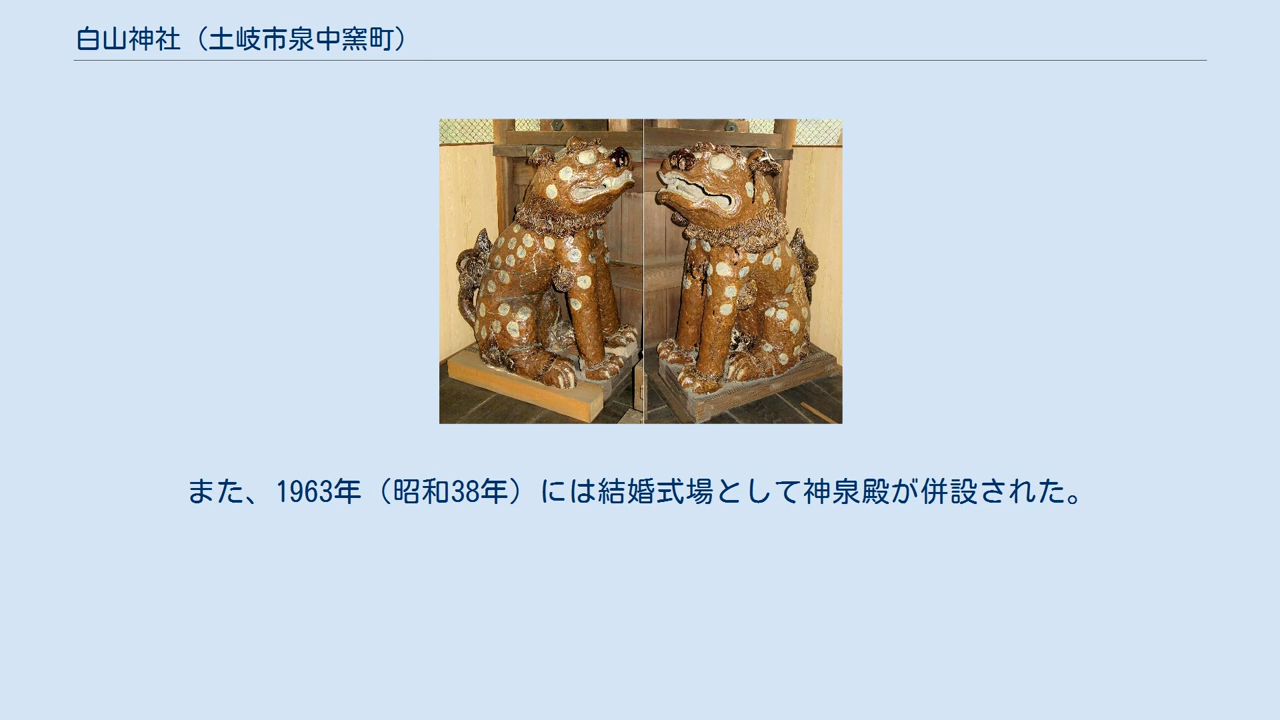 白山神社（土岐市泉中窯町）
また、1963年（昭和38年）には結婚式場として神泉殿が併設された。